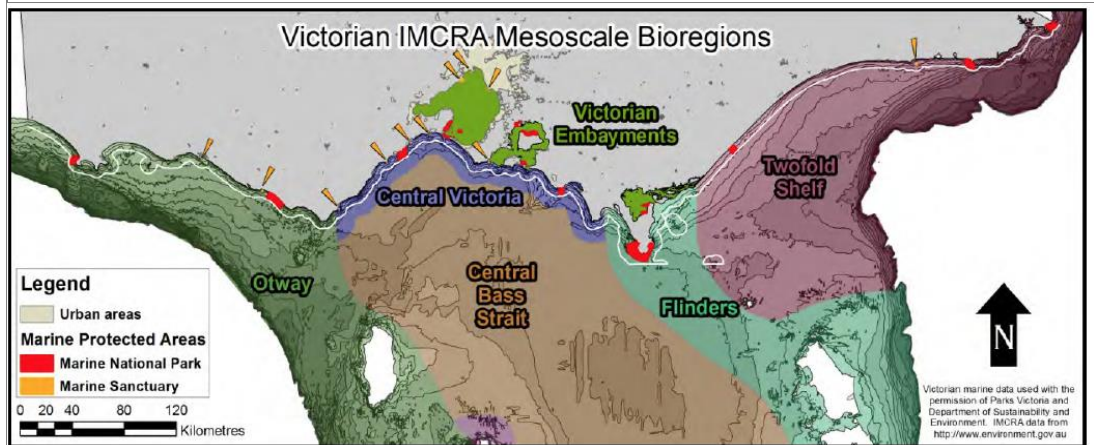 Victorian IMCRA Mesoscale Bioregions
Victorian
Embayments
Twofold
Shelf
Central Victoria
Otway
Central
Bass
Strait
Flinders
Legend
Urban areas
Marine Protected Areas
Marine National Park
Marine Sanctuary
0 20 40 80 120
Kilometres
N
Victorian marine data used with the
permission of Parks Victoria and
Department of Sustainability and
Environment. IMCRA data from
http://www.environment.gov.au